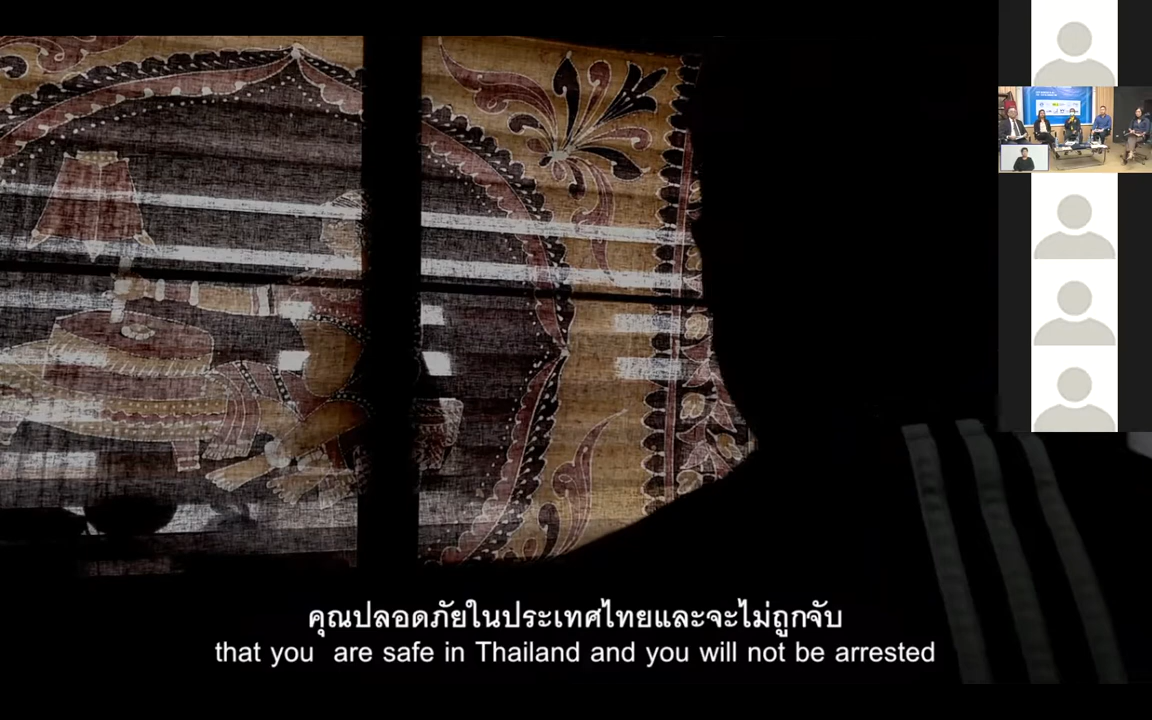 คุณปลอดภัยในประเทศไทยและจะไม่ถูกจับ
that you are safe in Thailand and you will not be arrested